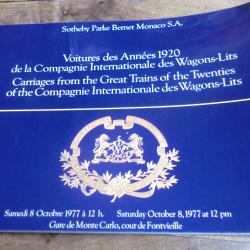 Sotheby Parke Bernet Monaco S.A.
Voitures des Années 1920
de la Compagnie Internationale des Wagons-Lits
Carriages from the Great Trains of the Twenties
of the Compagnie Internationale des Wagons-Lits
Samedi 8 Octobre 1977 à 12 h. Saturday October 8, 1977 at 12 pm
Gare de Monte Carlo, cour de Fontvieille